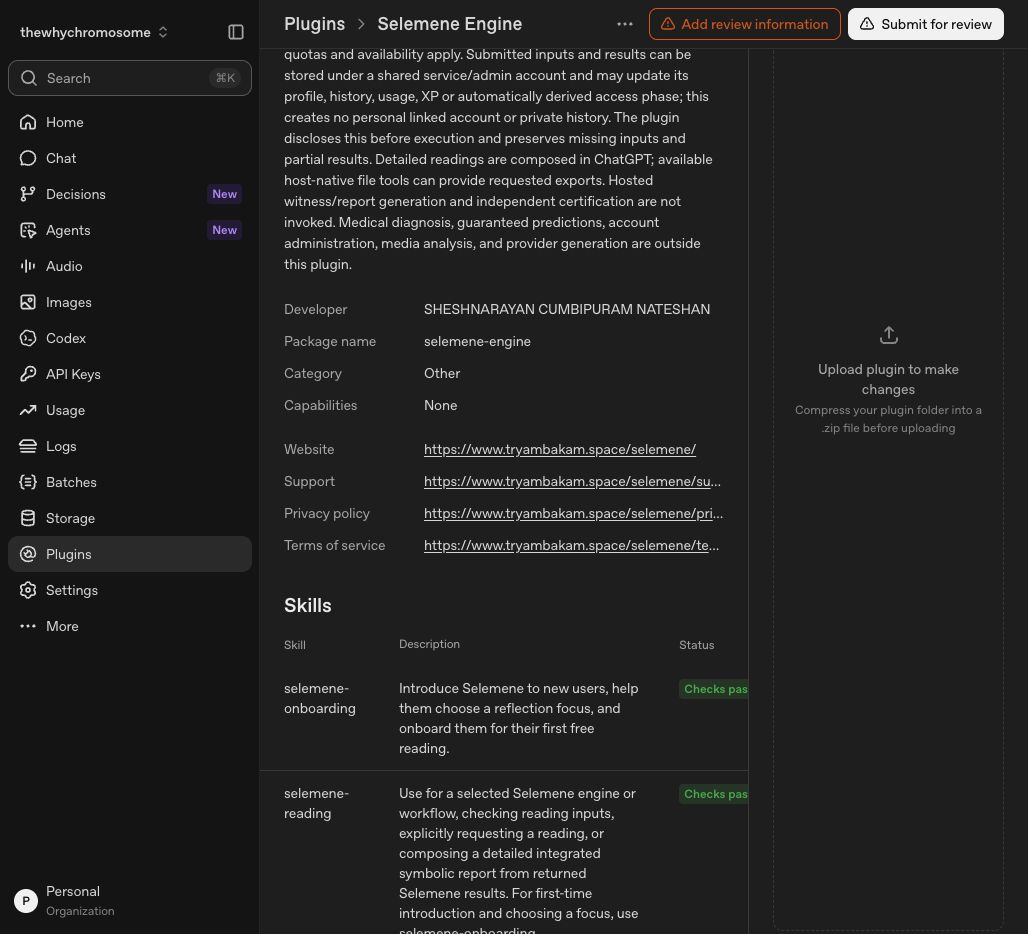 thewhychromosome
Search
⌘K
Home
Chat
Decisions
New
Agents
New
Audio
Images
Codex
API Keys
Usage
Logs
Batches
Storage
Plugins
Settings
More
P
Personal
Organization
Plugins > Selemene Engine
Add review information
Submit for review
quotas and availability apply. Submitted inputs and results can be
stored under a shared service/admin account and may update its
profile, history, usage, XP or automatically derived access phase; this
creates no personal linked account or private history. The plugin
discloses this before execution and preserves missing inputs and
partial results. Detailed readings are composed in ChatGPT; available
host-native file tools can provide requested exports. Hosted
witness/report generation and independent certification are not
invoked. Medical diagnosis, guaranteed predictions, account
administration, media analysis, and provider generation are outside
this plugin.
Developer
SHESHNARAYAN CUMBIPURAM NATESHAN
Package name
selemene-engine
Category
Other
Capabilities
None
Website
https://www.tryambakam.space/selemene/
Support
https://www.tryambakam.space/selemene/su...
Privacy policy
https://www.tryambakam.space/selemene/pri...
Terms of service
https://www.tryambakam.space/selemene/te...
Skills
Skill
Description
Status
selemene-
onboarding
Introduce Selemene to new users, help
them choose a reflection focus, and
onboard them for their first free
reading.
Checks pas
selemene-
reading
Use for a selected Selemene engine or
workflow, checking reading inputs,
explicitly requesting a reading, or
composing a detailed integrated
symbolic report from returned
Selemene results. For first-time
introduction and choosing a focus, use
selemene-onboarding.
Checks pas
Upload plugin to make
changes
Compress your plugin folder into a
.zip file before uploading